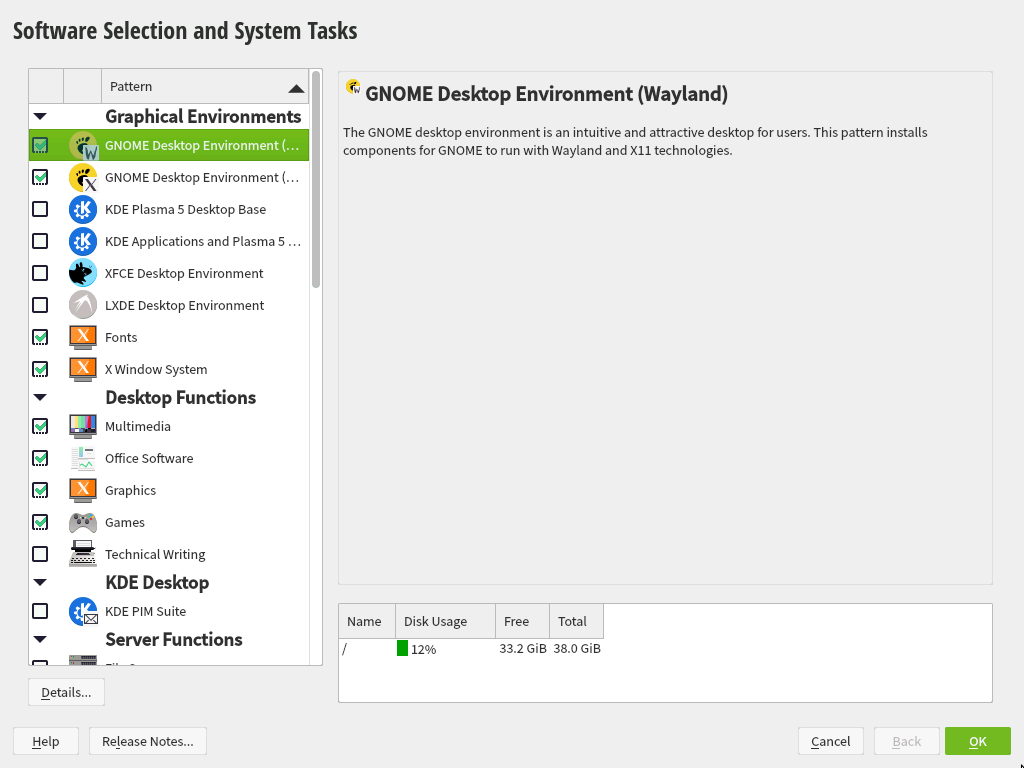 Software Selection and System Tasks
Pattern
Graphical Environments
GNOME Desktop Environment (...
GNOME Desktop Environment (...
KDE Plasma 5 Desktop Base
KDE Applications and Plasma 5 ...
XFCE Desktop Environment
LXDE Desktop Environment
Fonts
X Window System
Desktop Functions
Multimedia
Office Software
Graphics
Games
Technical Writing
KDE Desktop
KDE PIM Suite
Server Functions
Details...
GNOME Desktop Environment (Wayland)
The GNOME desktop environment is an intuitive and attractive desktop for users. This pattern installs
components for GNOME to run with Wayland and X11 technologies.
Name Disk Usage Free Total
/ 12% 33.2 GiB 38.0 GiB
Help Release Notes... Cancel Back OK